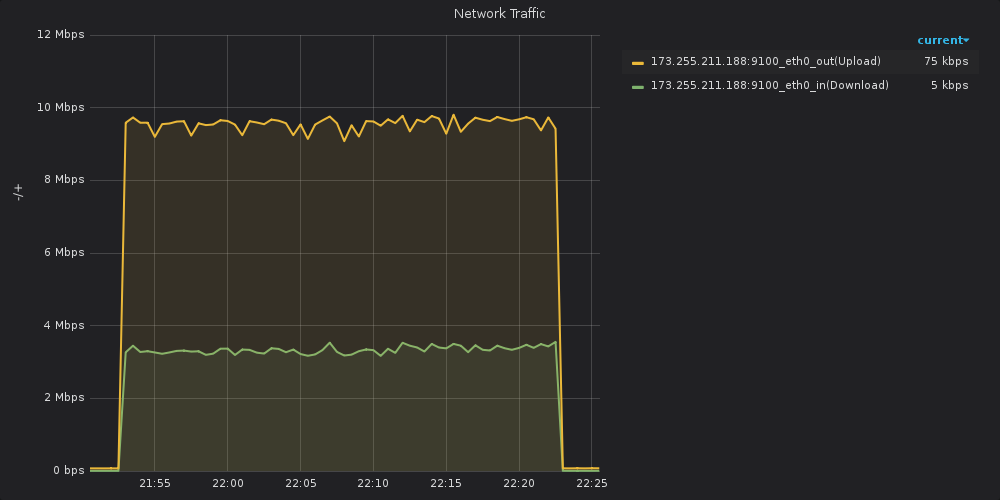 Network Traffic
12 Mbps
10 Mbps
8 Mbps
6 Mbps
4 Mbps
2 Mbps
0 bps
-/+
21:55 22:00 22:05 22:10 22:15 22:20 22:25
current
173.255.211.188:9100_eth0_out(Upload) 75 kbps
173.255.211.188:9100_eth0_in(Download) 5 kbps